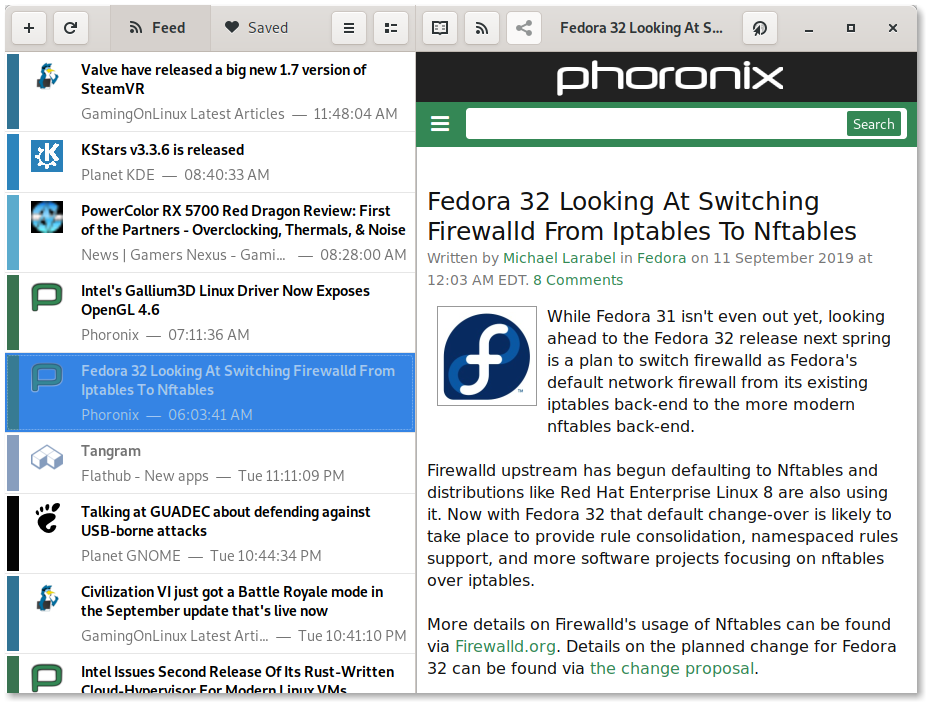 Feed
Saved
Fedora 32 Looking At S...
Valve have released a big new 1.7 version of
SteamVR
GamingOnLinux Latest Articles — 11:48:04 AM
KStars v3.3.6 is released
Planet KDE — 08:40:33 AM
PowerColor RX 5700 Red Dragon Review: First
of the Partners - Overclocking, Thermals, & Noise
News | Gamers Nexus - Gami... — 08:28:00 AM
Intel's Gallium3D Linux Driver Now Exposes
OpenGL 4.6
Phoronix — 07:11:36 AM
Fedora 32 Looking At Switching Firewalld From
Iptables To Nftables
Phoronix — 06:03:41 AM
Tangram
Flathub - New apps — Tue 11:11:09 PM
Talking at GUADEC about defending against
USB-borne attacks
Planet GNOME — Tue 10:44:34 PM
Civilization VI just got a Battle Royale mode in
the September update that's live now
GamingOnLinux Latest Arti... — Tue 10:41:10 PM
Intel Issues Second Release Of Its Rust-Written
Cloud-Hypervisor For Modern Linux VMs
phoronix
Search
Fedora 32 Looking At Switching
Firewalld From Iptables To Nftables
Written by Michael Larabel in Fedora on 11 September 2019 at
12:03 AM EDT. 8 Comments
While Fedora 31 isn't even out yet, looking
ahead to the Fedora 32 release next spring
is a plan to switch firewalld as Fedora's
default network firewall from its existing
iptables back-end to the more modern
nftables back-end.
Firewalld upstream has begun defaulting to Nftables and
distributions like Red Hat Enterprise Linux 8 are also using
it. Now with Fedora 32 that default change-over is likely to
take place to provide rule consolidation, namespaced rules
support, and more software projects focusing on nftables
over iptables.
More details on Firewalld's usage of Nftables can be found
via Firewalld.org. Details on the planned change for Fedora
32 can be found via the change proposal.